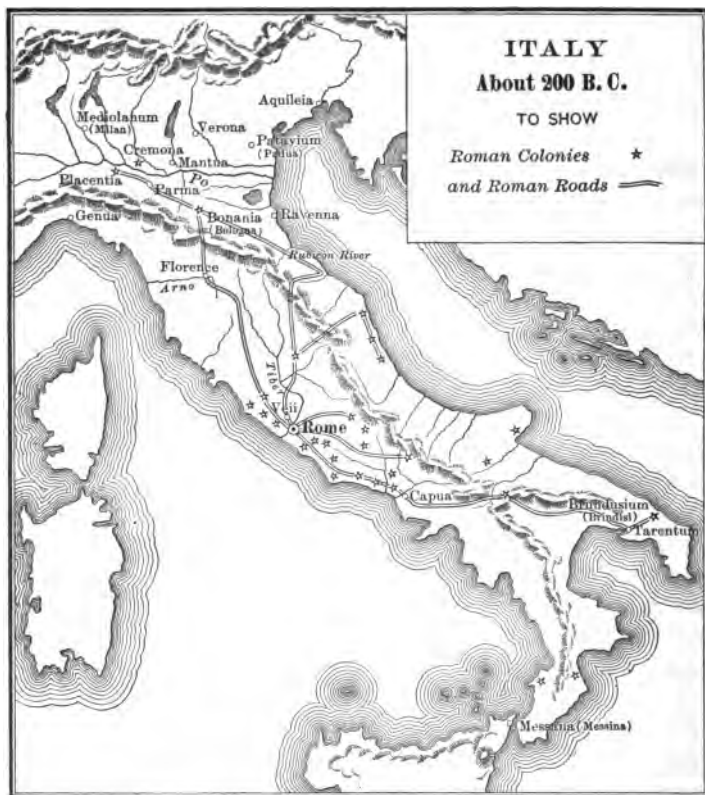 ITALY
About 200 B. C.
TO SHOW
Roman Colonies
and Roman Roads
Aquileia
Mediolanum
(Milan)
Verona
Cremona
Patavium
(Padua)
Mantua
Placentia
Po
Parma
Genua
Bonania
(Bologna)
Ravenna
Rubicon River
Florence
Arno
Tiber
Veii
Rome
Capua
Brundusium
(Brindisi)
Tarentum
Messana (Messina)